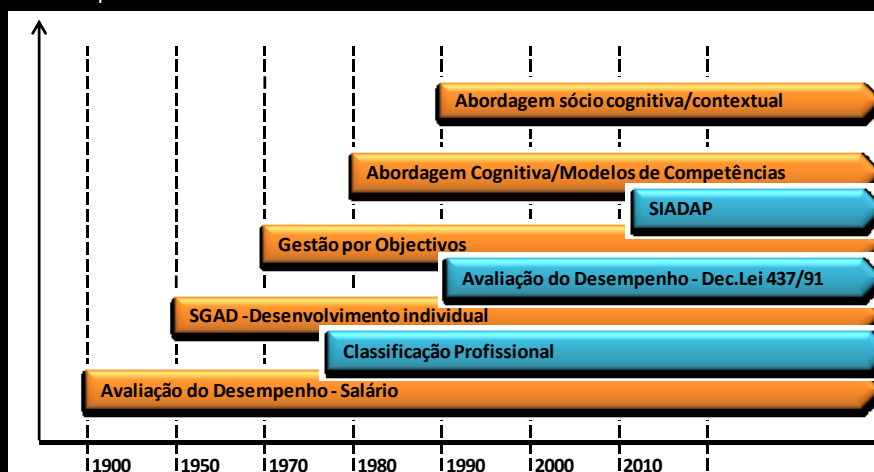 Abordagem sócio cognitiva/contextual
Abordagem Cognitiva/Modelos de Competências
SIADAP
Gestão por Objectivos
Avaliação do Desempenho - Dec.Lei 437/91
SGAD -Desenvolvimento individual
Classificação Profissional
Avaliação do Desempenho - Salário
1900 1950 1970 1980 1990 2000 2010